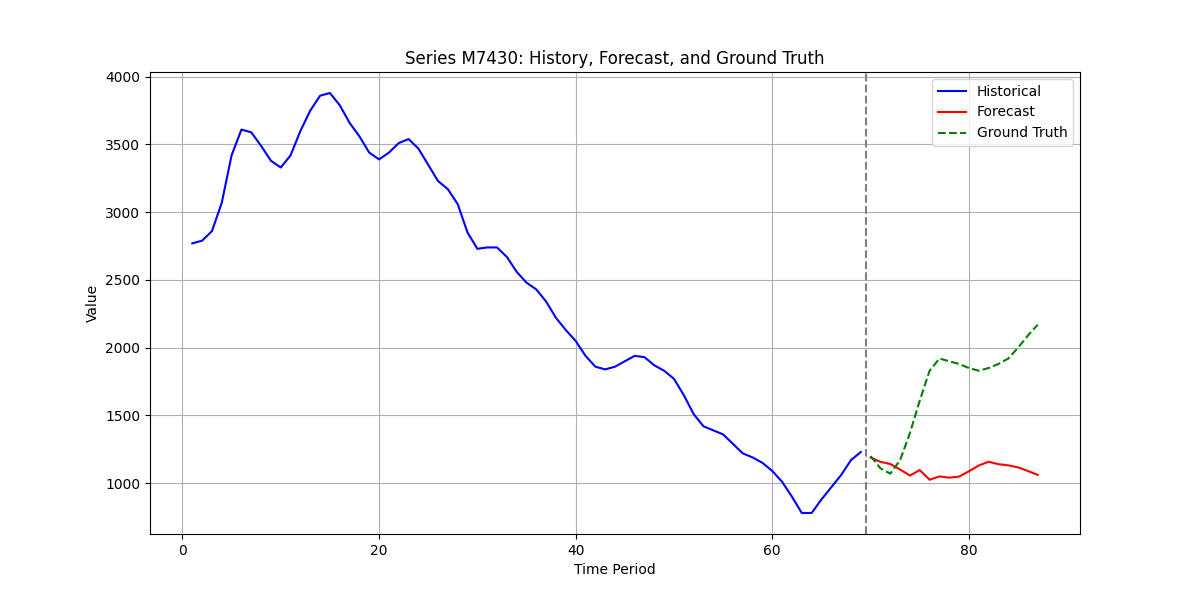 Series M7430: History, Forecast, and Ground Truth
Historical
Forecast
Ground Truth
4000
3500
3000
2500
2000
1500
1000
Value
0
20
40
60
80
Time Period